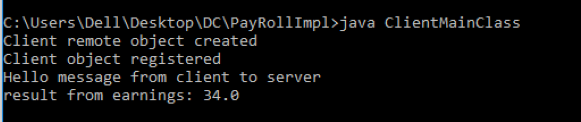 C:\Users\Dell\Desktop\DC\PayRollImpl>java ClientMainClass
Client remote object created
Client object registered
Hello message from client to server
result from earnings: 34.0